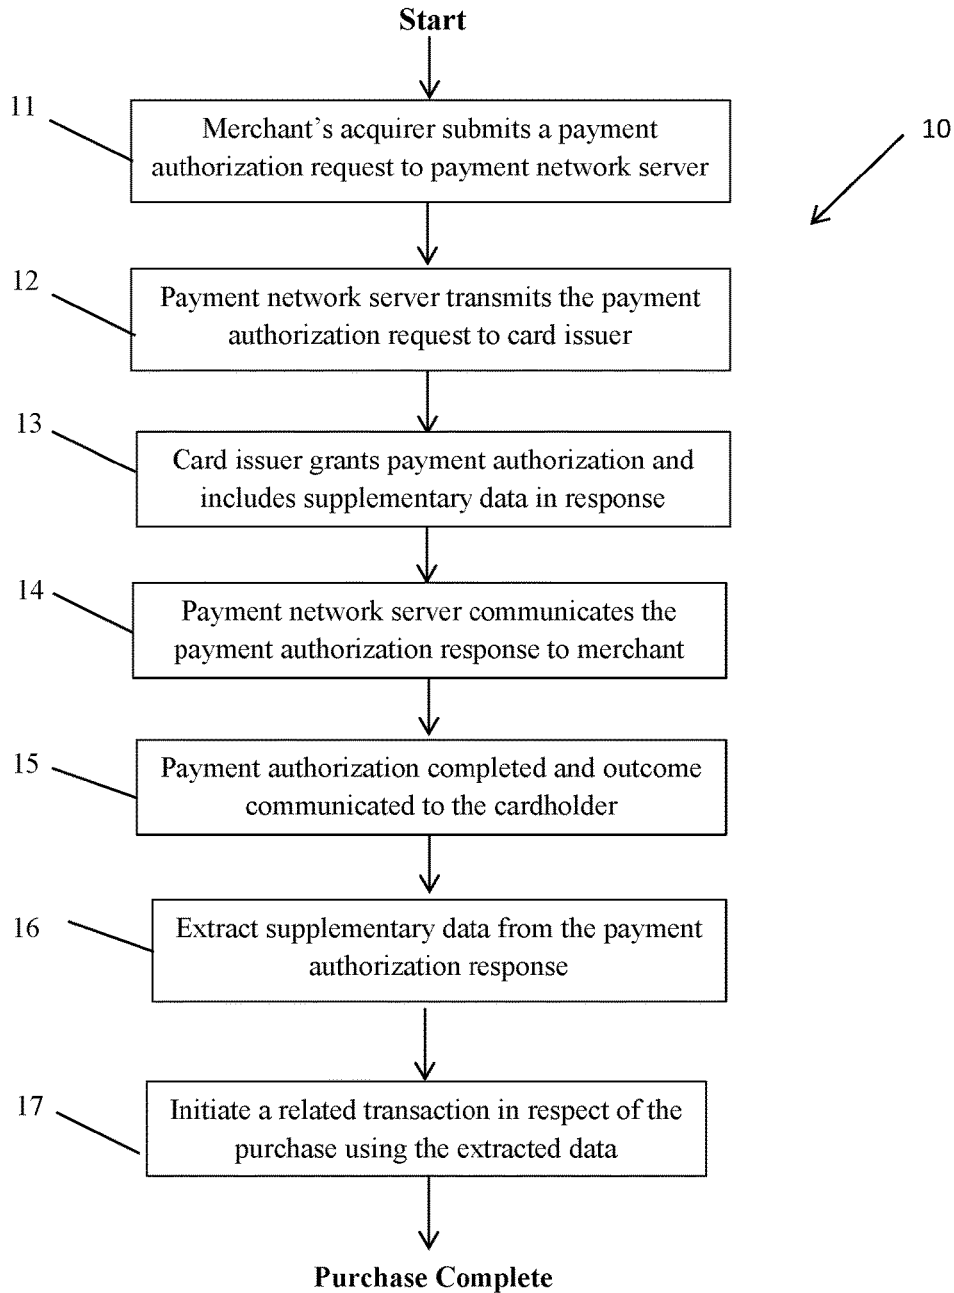 Start
11
Merchant's acquirer submits a payment
authorization request to payment network server
10
12
Payment network server transmits the payment
authorization request to card issuer
13
Card issuer grants payment authorization and
includes supplementary data in response
14
Payment network server communicates the
payment authorization response to merchant
15
Payment authorization completed and outcome
communicated to the cardholder
16
Extract supplementary data from the payment
authorization response
17
Initiate a related transaction in respect of the
purchase using the extracted data
Purchase Complete